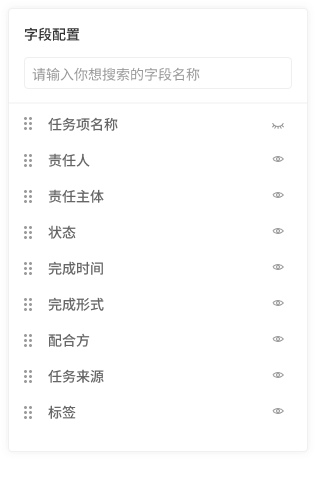 字段配置
请输入你想搜索的字段名称
任务项名称
责任人
责任主体
状态
完成时间
完成形式
配合方
任务来源
标签